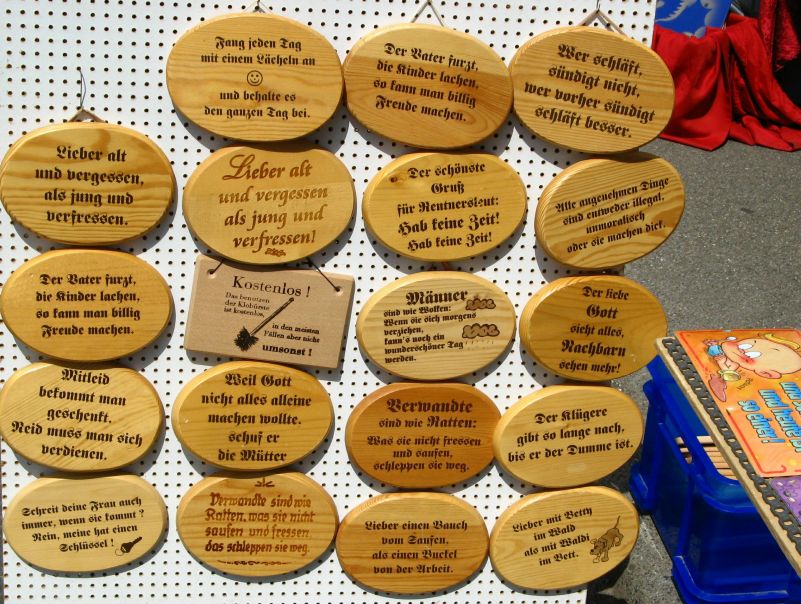 Fang jeden Tag
mit einem Lächeln an
und behalte es
den ganzen Tag bei.
Der Vater furzt,
die Kinder lachen,
so kann man billig
Freude machen.
Wer schläft,
sündigt nicht,
wer vorher sündigt
schläft besser.
Lieber alt
und vergessen,
als jung und
verfressen.
Lieber alt
und vergessen
als jung und
verfressen!
Der schönste
Gruß
für Rentnersleut:
Hab keine Zeit!
Hab keine Zeit!
Alle angenehmen Dinge
sind entweder illegal,
unmoralisch
oder sie machen dick.
Der Vater furzt,
die Kinder lachen,
so kann man billig
Freude machen.
Kostenlos !
Das benutzen
der Klobürste
ist kostenlos,
in den meisten
Fällen aber nicht
umsonst !
Männer
sind wie Wolken:
Wenn sie sich morgens
verziehen,
kann's noch ein
wunderschöner Tag
werden.
Der liebe
Gott
sieht alles,
Nachbarn
sehen mehr!
Mitleid
bekommt man
geschenkt.
Neid muss man sich
verdienen.
Weil Gott
nicht alles alleine
machen wollte,
schuf er
die Mütter
Verwandte
sind wie Ratten:
Was sie nicht fressen
und saufen,
schleppen sie weg.
Der Klügere
gibt so lange nach,
bis er der Dumme ist.
Schreit deine Frau auch
immer, wenn sie kommt ?
Nein, meine hat einen
Schlüssel !
Verwandte sind wie
Ratten, was sie nicht
saufen und fressen,
das schleppen sie weg.
Lieber einen Bauch
vom Saufen,
als einen Buckel
von der Arbeit.
Lieber mit Betty
im Wald
als mit Waldi
im Bett.
so einer!